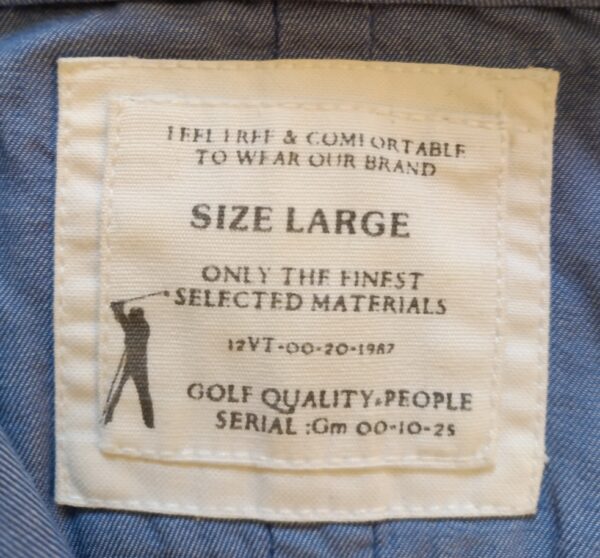 FEEL FREE & COMFORTABLE
TO WEAR OUR BRAND
SIZE LARGE
ONLY THE FINEST
SELECTED MATERIALS
12VT-00-20-1987
GOLF QUALITY.PEOPLE
SERIAL :Gm 00-10-25